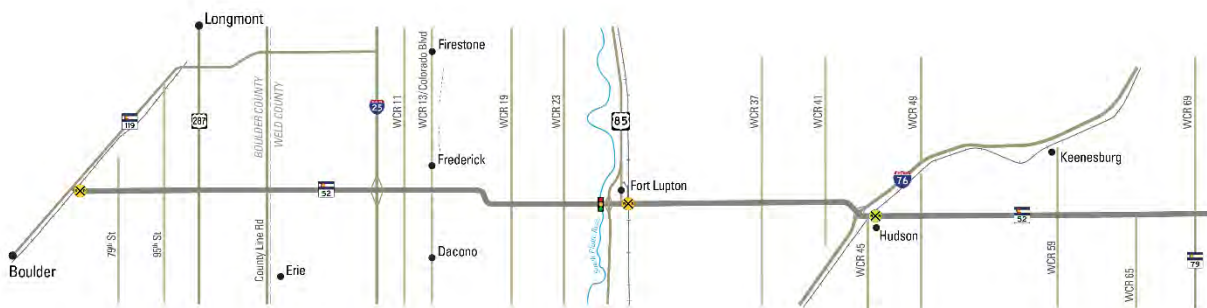 Longmont
Firestone
119
287
BOULDER COUNTY
WELD COUNTY
25
WCR 11
WCR 13/Colorado Blvd
WCR 19
WCR 23
85
WCR 37
WCR 41
WCR 49
WCR 69
Keenesburg
Frederick
76
52
Fort Lupton
52
Hudson
79th St
95th St
County Line Rd
Erie
Dacono
Boulder
WCR 45
WCR 59
WCR 65
79